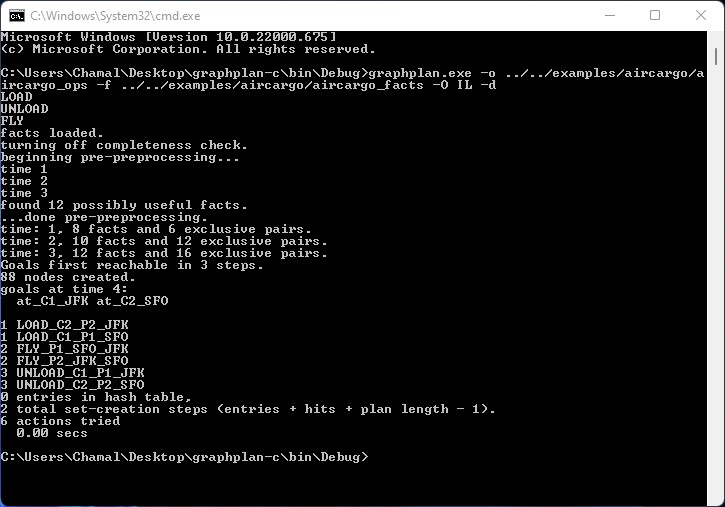 C:\Windows\System32\cmd.exe
Microsoft Windows [Version 10.0.22000.675]
(c) Microsoft Corporation. All rights reserved.
C:\Users\Chamal\Desktop\graphplan-c\bin\Debug>graphplan.exe -o ../../examples/aircargo/a
ircargo_ops -f ../../examples/aircargo/aircargo_facts -O IL -d
LOAD
UNLOAD
FLY
facts loaded.
turning off completeness check.
beginning pre-preprocessing...
time 1
time 2
time 3
found 12 possibly useful facts.
...done pre-preprocessing.
time: 1, 8 facts and 6 exclusive pairs.
time: 2, 10 facts and 12 exclusive pairs.
time: 3, 12 facts and 16 exclusive pairs.
Goals first reachable in 3 steps.
88 nodes created.
goals at time 4:
  at_C1_JFK at_C2_SFO
1 LOAD_C2_P2_JFK
1 LOAD_C1_P1_SFO
2 FLY_P1_SFO_JFK
2 FLY_P2_JFK_SFO
3 UNLOAD_C1_P1_JFK
3 UNLOAD_C2_P2_SFO
0 entries in hash table,
2 total set-creation steps (entries + hits + plan length - 1).
6 actions tried
  0.00 secs
C:\Users\Chamal\Desktop\graphplan-c\bin\Debug>